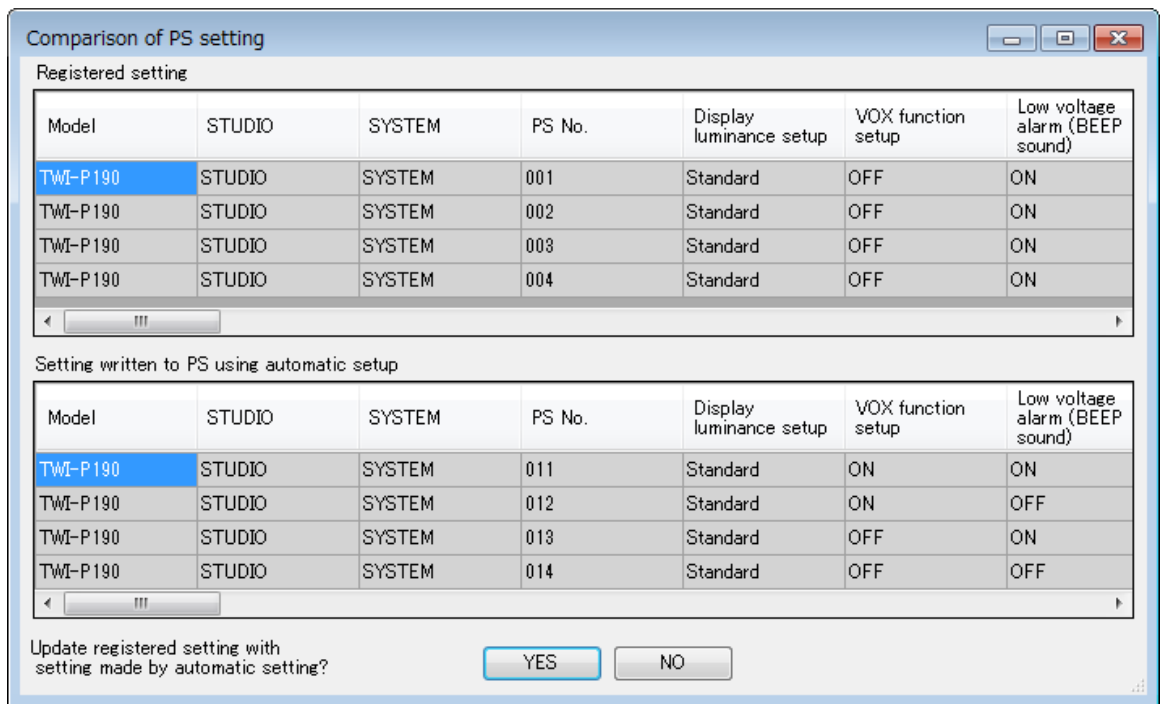 Comparison of PS setting
Registered setting
Model STUDIO SYSTEM PS No. Display luminance setup VOX function setup Low voltage alarm (BEEP sound)
TWI-P190 STUDIO SYSTEM 001 Standard OFF ON
TWI-P190 STUDIO SYSTEM 002 Standard OFF ON
TWI-P190 STUDIO SYSTEM 003 Standard OFF ON
TWI-P190 STUDIO SYSTEM 004 Standard OFF ON
Setting written to PS using automatic setup
Model STUDIO SYSTEM PS No. Display luminance setup VOX function setup Low voltage alarm (BEEP sound)
TWI-P190 STUDIO SYSTEM 011 Standard ON ON
TWI-P190 STUDIO SYSTEM 012 Standard ON OFF
TWI-P190 STUDIO SYSTEM 013 Standard OFF ON
TWI-P190 STUDIO SYSTEM 014 Standard OFF OFF
Update registered setting with
setting made by automatic setting?
YES NO